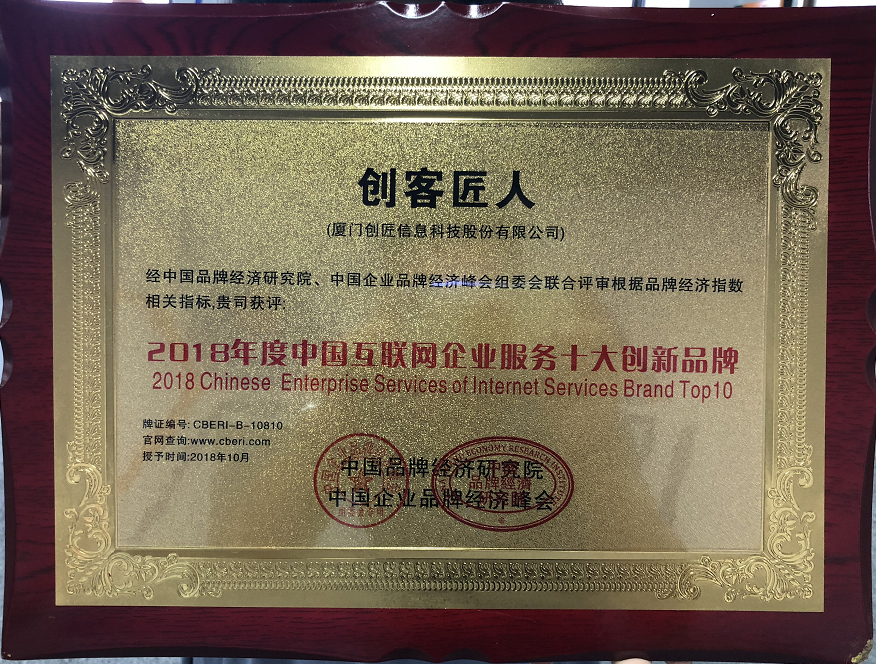 创客匠人
(厦门创匠信息科技股份有限公司)
经中国品牌经济研究院、中国企业品牌经济峰会组委会联合评审根据品牌经济指数
相关指标,贵司获评:
2018年度中国互联网企业服务十大创新品牌
2018 Chinese Enterprise Services of Internet Services Brand Top10
牌证编号: CBERI-B-10810
官网查询:www.cberi.com
授予时间:2018年10月
中国品牌经济研究院
中国企业品牌经济峰会